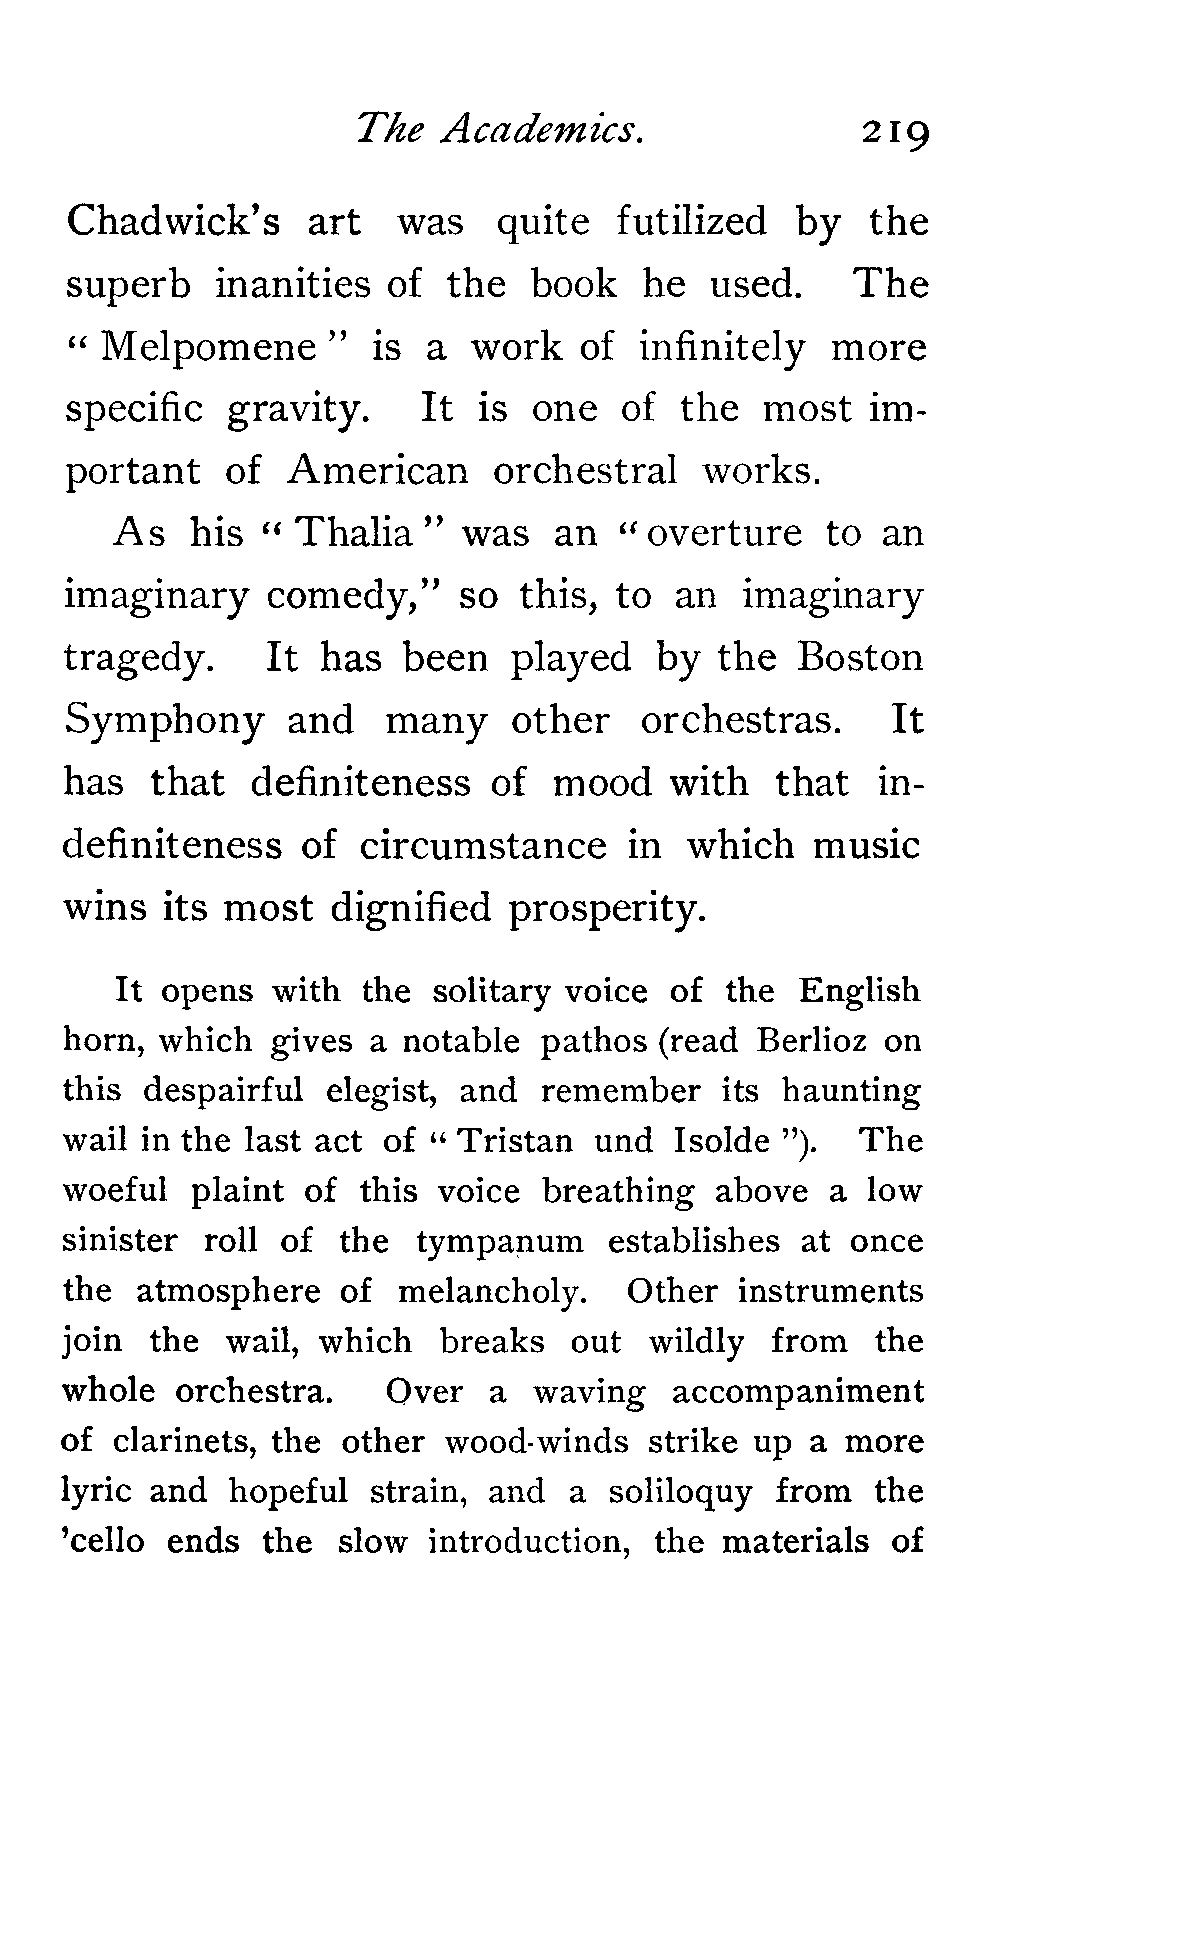 The Academics. 219
Chadwick's art was quite futilized by the
superb inanities of the book he used. The
" Melpomene " is a work of infinitely more
specific gravity. It is one of the most im-
portant of American orchestral works.
As his " Thalia " was an " overture to an
imaginary comedy," so this, to an imaginary
tragedy. It has been played by the Boston
Symphony and many other orchestras. It
has that definiteness of mood with that in-
definiteness of circumstance in which music
wins its most dignified prosperity.
It opens with the solitary voice of the English
horn, which gives a notable pathos (read Berlioz on
this despairful elegist, and remember its haunting
wail in the last act of " Tristan und Isolde "). The
woeful plaint of this voice breathing above a low
sinister roll of the tympanum establishes at once
the atmosphere of melancholy. Other instruments
join the wail, which breaks out wildly from the
whole orchestra. Over a waving accompaniment
of clarinets, the other wood-winds strike up a more
lyric and hopeful strain, and a soliloquy from the
'cello ends the slow introduction, the materials of